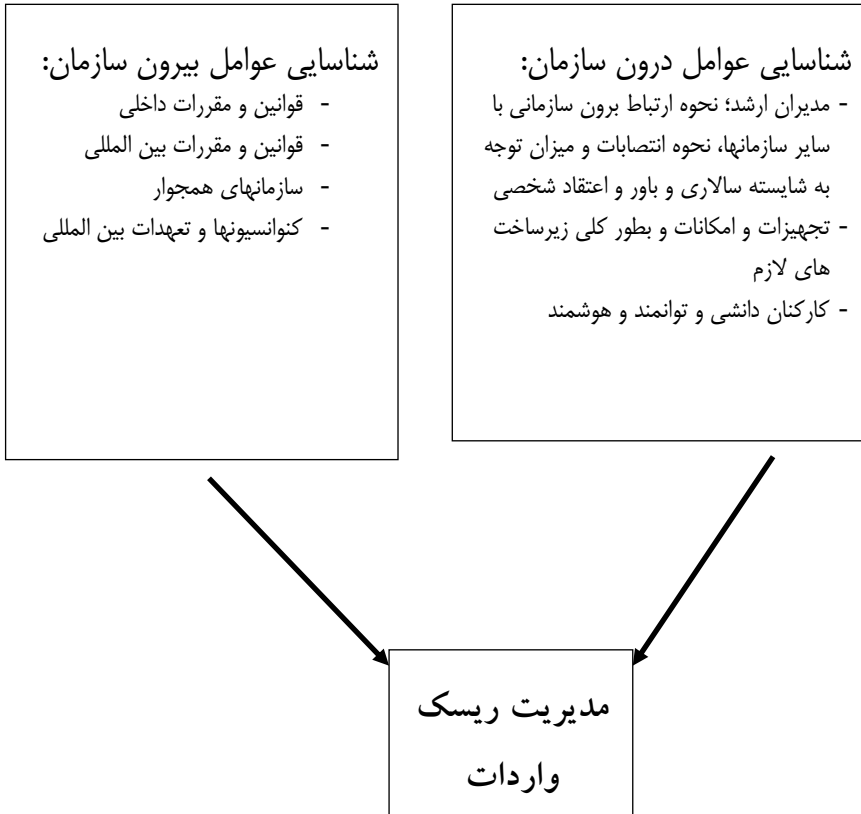 شناسایی عوامل درون سازمان:
- مدیران ارشد؛ نحوه ارتباط برون سازمانی با
سایر سازمانها، نحوه انتصابات و میزان توجه
به شایسته سالاری و باور و اعتقاد شخصی
- تجهیزات و امکانات و بطور کلی زیرساخت
های لازم
- کارکنان دانشی و توانمند و هوشمند
شناسایی عوامل بیرون سازمان:
- قوانین و مقررات داخلی
- قوانین و مقررات بین المللی
- سازمانهای همجوار
- کنوانسیونها و تعهدات بین المللی
مدیریت ریسک
واردات